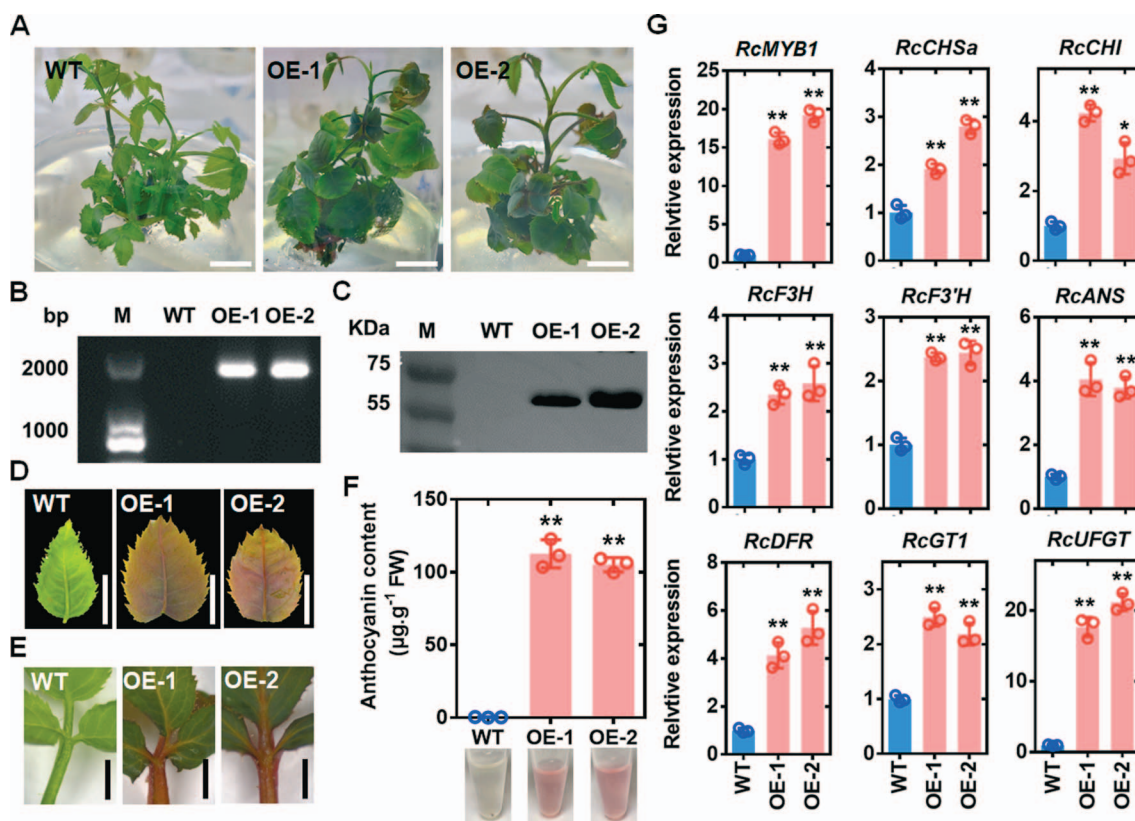 A
WT
OE-1
OE-2
B
bp
M WT OE-1 OE-2
2000
1000
C
KDa
M WT OE-1 OE-2
75
55
D
WT
OE-1
OE-2
E
WT
OE-1
OE-2
F
Anthocyanin content
(µg.g-1 FW)
150
100
50
0
**
**
WT OE-1 OE-2
G
RcMYB1
Relvtive expression
25
20
15
10
5
0
**
**
RcCHSa
4
3
2
1
0
**
**
RcCHI
4
2
0
**
*
RcF3H
Relvtive expression
4
3
2
1
0
**
**
RcF3'H
3
2
1
0
**
**
RcANS
6
4
2
0
**
**
RcDFR
Relvtive expression
8
6
4
2
0
**
**
WT
OE-1
OE-2
RcGT1
4
3
2
1
0
**
**
WT
OE-1
OE-2
RcUFGT
20
10
0
**
**
WT
OE-1
OE-2